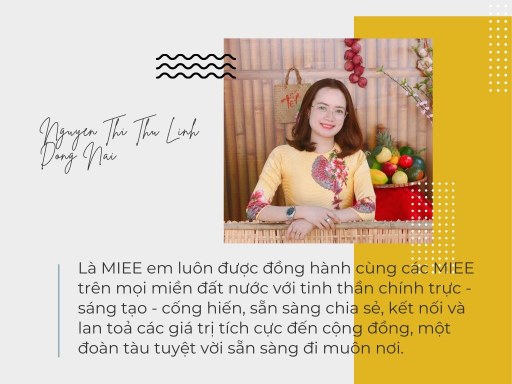 Nguyen Thi Thu Linh
Dong Nai
Tết
Là MIEE em luôn được đồng hành cùng các MIEE
trên mọi miền đất nước với tinh thần chính trực -
sáng tạo - cống hiến, sẵn sàng chia sẻ, kết nối và
lan toả các giá trị tích cực đến cộng đồng, một
đoàn tàu tuyệt vời sẵn sàng đi muôn nơi.